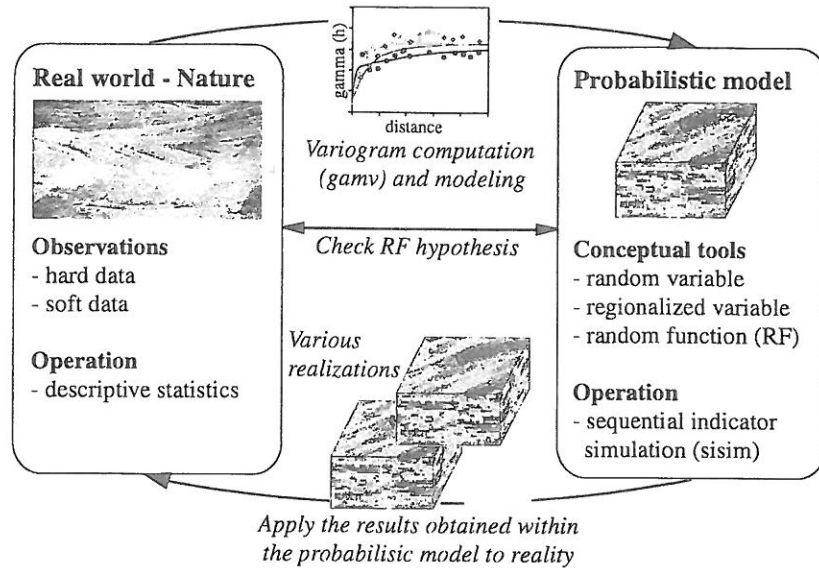 Real world - Nature
Observations
- hard data
- soft data
Operation
- descriptive statistics
gamma (h)
distance
Variogram computation
(gamv) and modeling
Check RF hypothesis
Various
realizations
Apply the results obtained within
the probabilisic model to reality
Probabilistic model
Conceptual tools
- random variable
- regionalized variable
- random function (RF)
Operation
- sequential indicator
simulation (sisim)